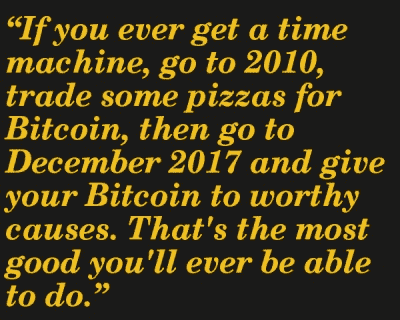 “If you ever get a time
machine, go to 2010,
trade some pizzas for
Bitcoin, then go to
December 2017 and give
your Bitcoin to worthy
causes. That's the most
good you'll ever be able
to do.”